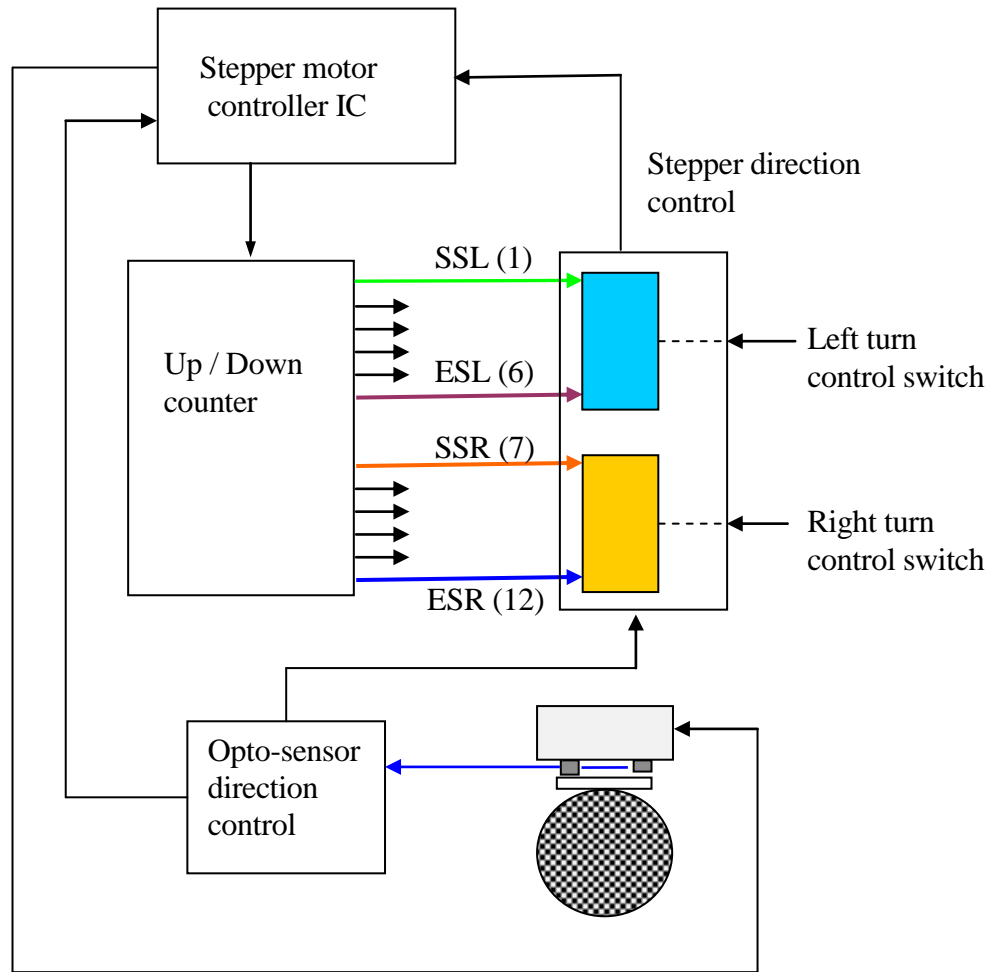 Stepper motor
controller IC
Stepper direction
control
SSL (1)
Up / Down
counter
Left turn
control switch
ESL (6)
SSR (7)
Right turn
control switch
ESR (12)
Opto-sensor
direction
control